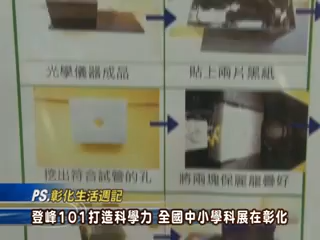 光學儀器成品
貼上兩片黑紙
挖出符合試管的孔
將兩塊保麗龍疊好
PS.彰化生活週記
登峰101打造科學力 全國中小學科展在彰化